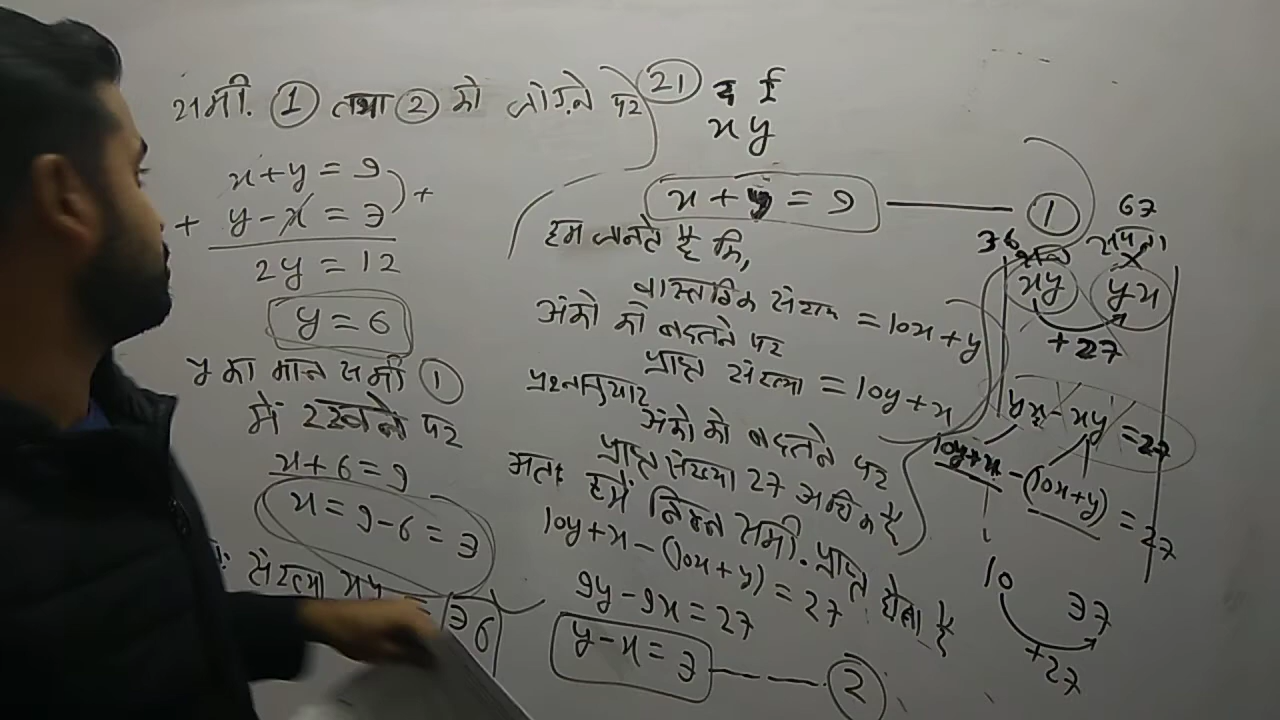 समी. ① तथा ② को जोड़ने पर
x+y = 9
+ y-x = 3 ) +
2y = 12
y = 6
y का मान समी ①
में रखने पर
x+6 = 9
x = 9-6 = 3
संख्या xy = 36
㉑ द इ
x y
x + y = 9 ——— ①
हम जानते है कि,
वास्तविक संख्या = 10x+y
अंको को बदलने पर
प्राप्त संख्या = 10y+x
प्रश्नानुसार
अंको को बदलने पर
प्राप्त संख्या 27 अधिक है
अतः हमें निम्न समी. प्राप्त होता है
10y+x-(10x+y) = 27
9y-9x = 27
y-x = 3 ——— ②
36 67
xy yx
+27
yx - xy = 27
10y+x - (10x+y) = 27
10 37
+27